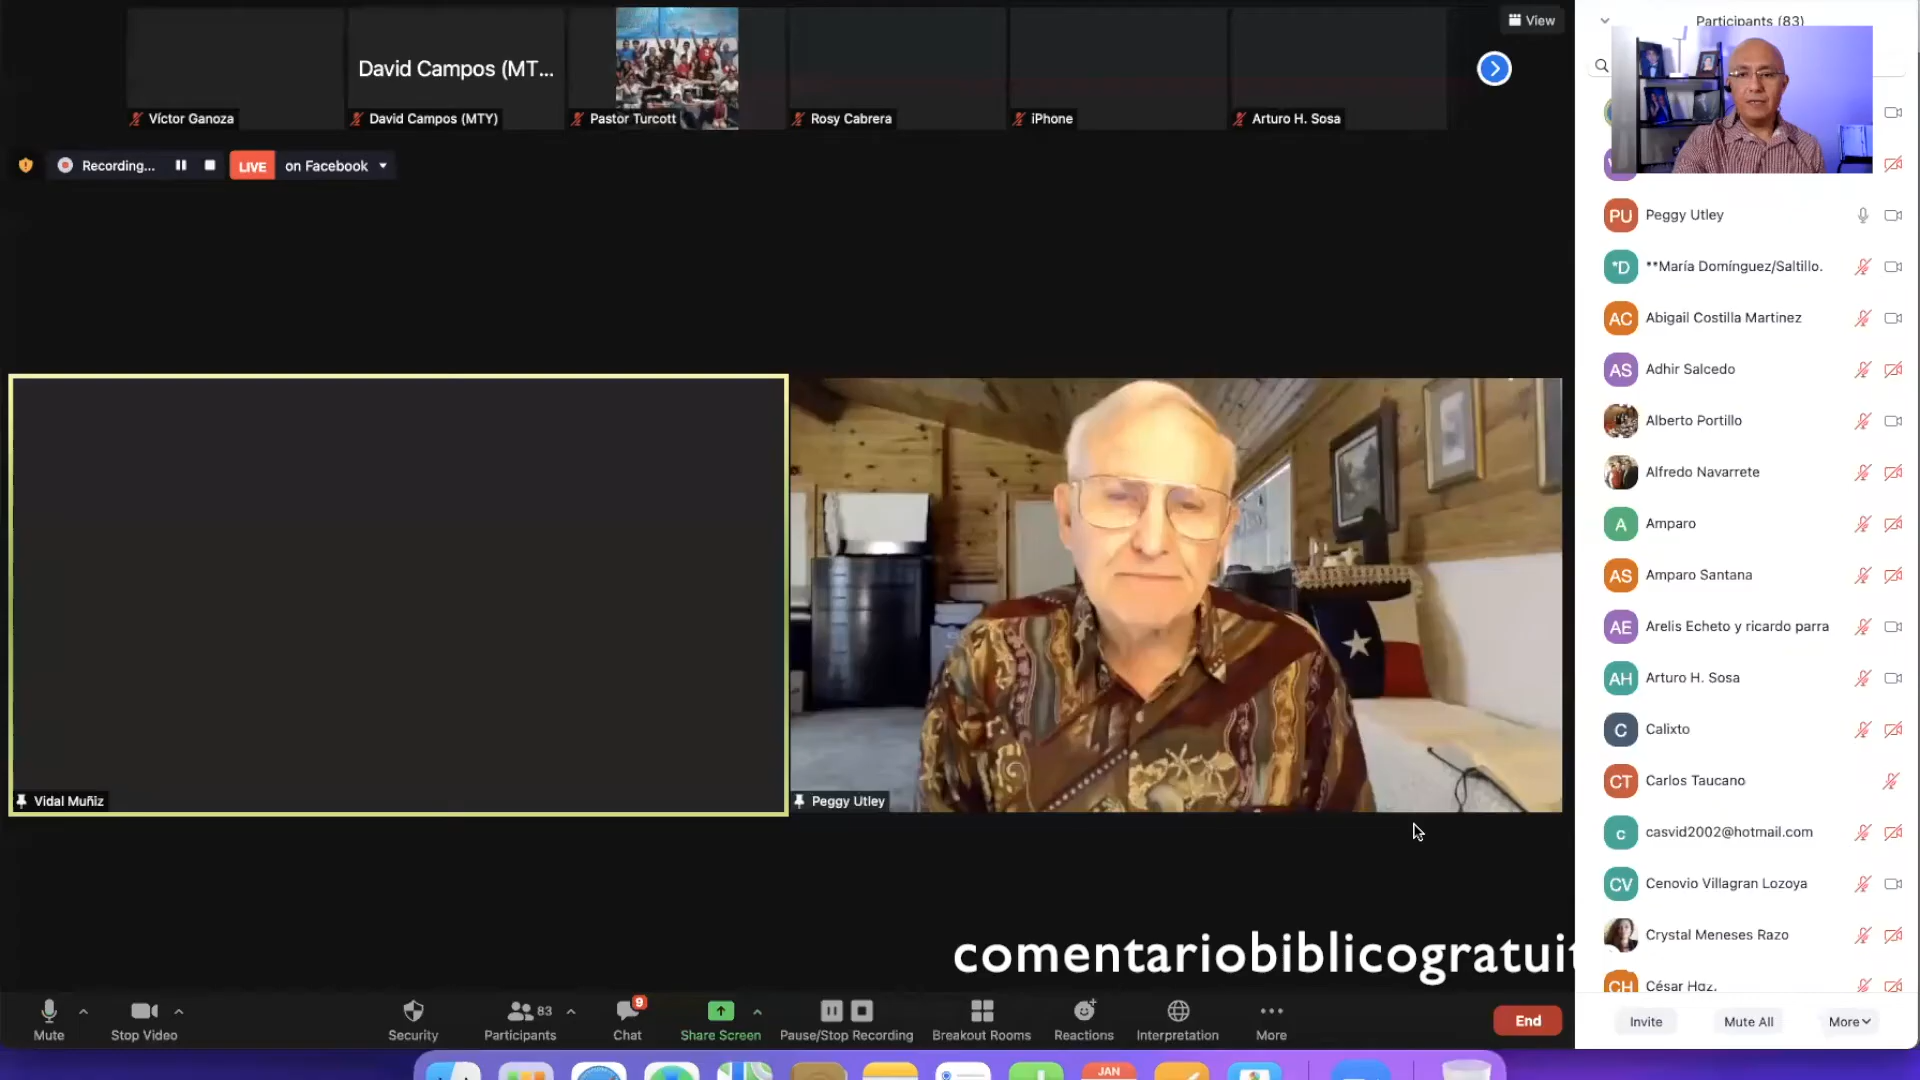 View
Participants (83)
David Campos (MT...
Víctor Ganoza
David Campos (MTY)
Pastor Turcott
Rosy Cabrera
iPhone
Arturo H. Sosa
Recording...
LIVE
on Facebook
PU
Peggy Utley
*D
**María Domínguez/Saltillo.
AC
Abigail Costilla Martinez
AS
Adhir Salcedo
Alberto Portillo
Alfredo Navarrete
A
Amparo
AS
Amparo Santana
AE
Arelis Echeto y ricardo parra
AH
Arturo H. Sosa
C
Calixto
CT
Carlos Taucano
c
casvid2002@hotmail.com
CV
Cenovio Villagran Lozoya
Crystal Meneses Razo
CH
César Hgz.
Vidal Muñiz
Peggy Utley
comentariobiblicogratuit
Mute
Stop Video
Security
83
Participants
9
Chat
Share Screen
Pause/Stop Recording
Breakout Rooms
Reactions
Interpretation
More
End
Invite
Mute All
More
JAN